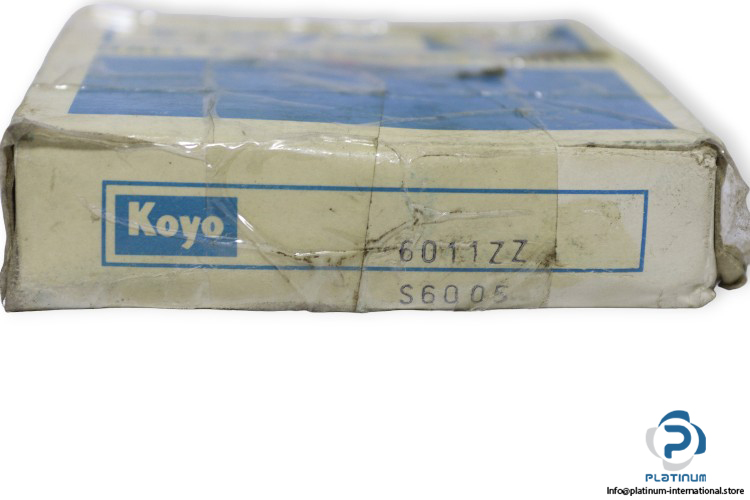 Koyo
6011ZZ
S6005
PLATINUM
Info@platinum-international.store